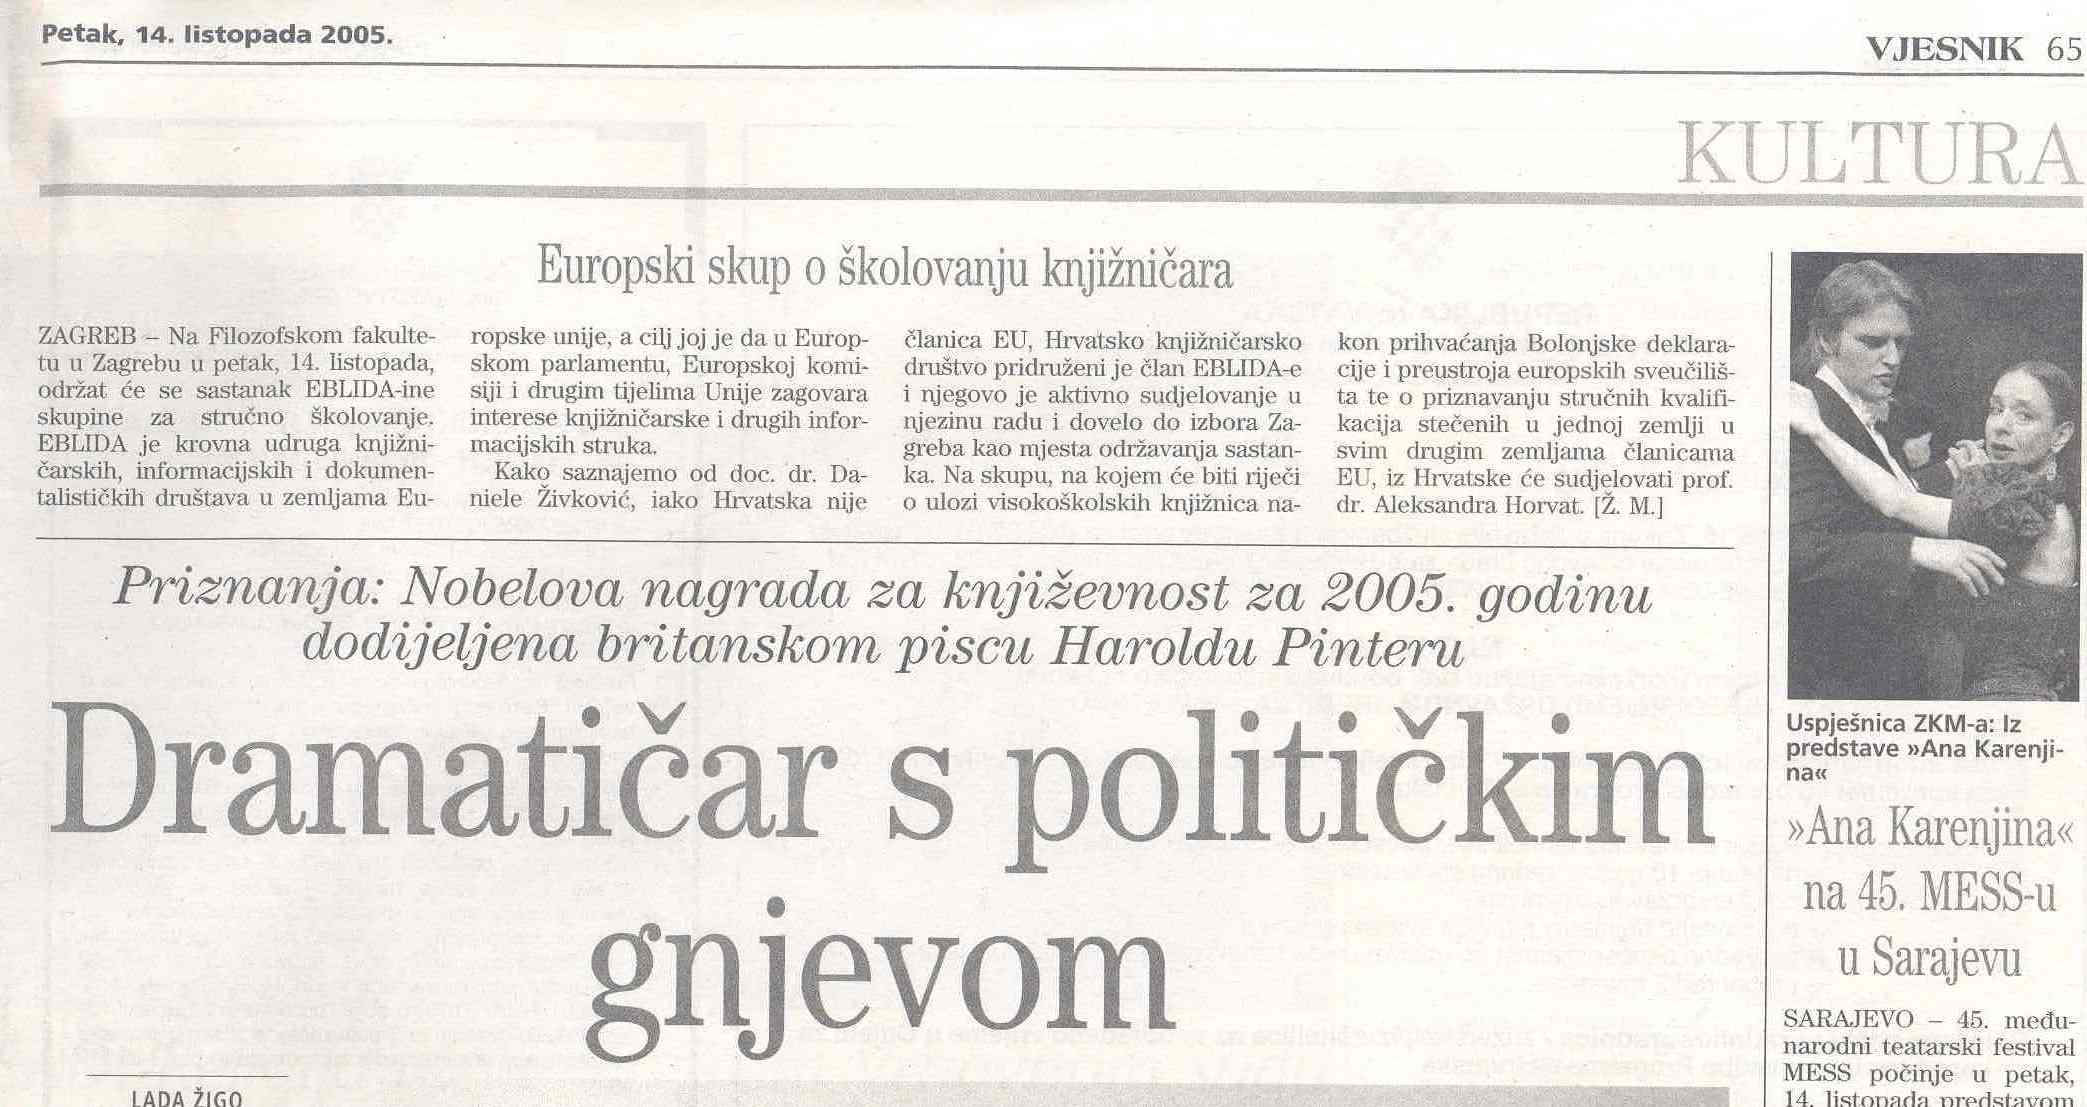 Petak, 14. listopada 2005.
VJESNIK 65
KULTURA
Europski skup o školovanju knjižničara
ZAGREB – Na Filozofskom fakulte-
tu u Zagrebu u petak, 14. listopada,
održat će se sastanak EBLIDA-ine
skupine za stručno školovanje.
EBLIDA je krovna udruga knjižni-
čarskih, informacijskih i dokumen-
talističkih društava u zemljama Eu-
ropske unije, a cilj joj je da u Europ-
skom parlamentu, Europskoj komi-
siji i drugim tijelima Unije zagovara
interese knjižničarske i drugih infor-
macijskih struka.
Kako saznajemo od doc. dr. Da-
niele Živković, iako Hrvatska nije
članica EU, Hrvatsko knjižničarsko
društvo pridruženi je član EBLIDA-e
i njegovo je aktivno sudjelovanje u
njezinu radu i dovelo do izbora Za-
greba kao mjesta održavanja sastan-
ka. Na skupu, na kojem će biti riječi
o ulozi visokoškolskih knjižnica na-
kon prihvaćanja Bolonjske deklara-
cije i preustroja europskih sveučiliš-
ta te o priznavanju stručnih kvalifi-
kacija stečenih u jednoj zemlji u
svim drugim zemljama članicama
EU, iz Hrvatske će sudjelovati prof.
dr. Aleksandra Horvat. [Ž. M.]
Priznanja: Nobelova nagrada za književnost za 2005. godinu
dodijeljena britanskom piscu Haroldu Pinteru
Dramatičar s političkim
gnjevom
LADA ŽIGO
Uspješnica ZKM-a: Iz
predstave »Ana Karenji-
na«
»Ana Karenjina«
na 45. MESS-u
u Sarajevu
SARAJEVO – 45. među-
narodni teatarski festival
MESS počinje u petak,
14. listopada predstavom